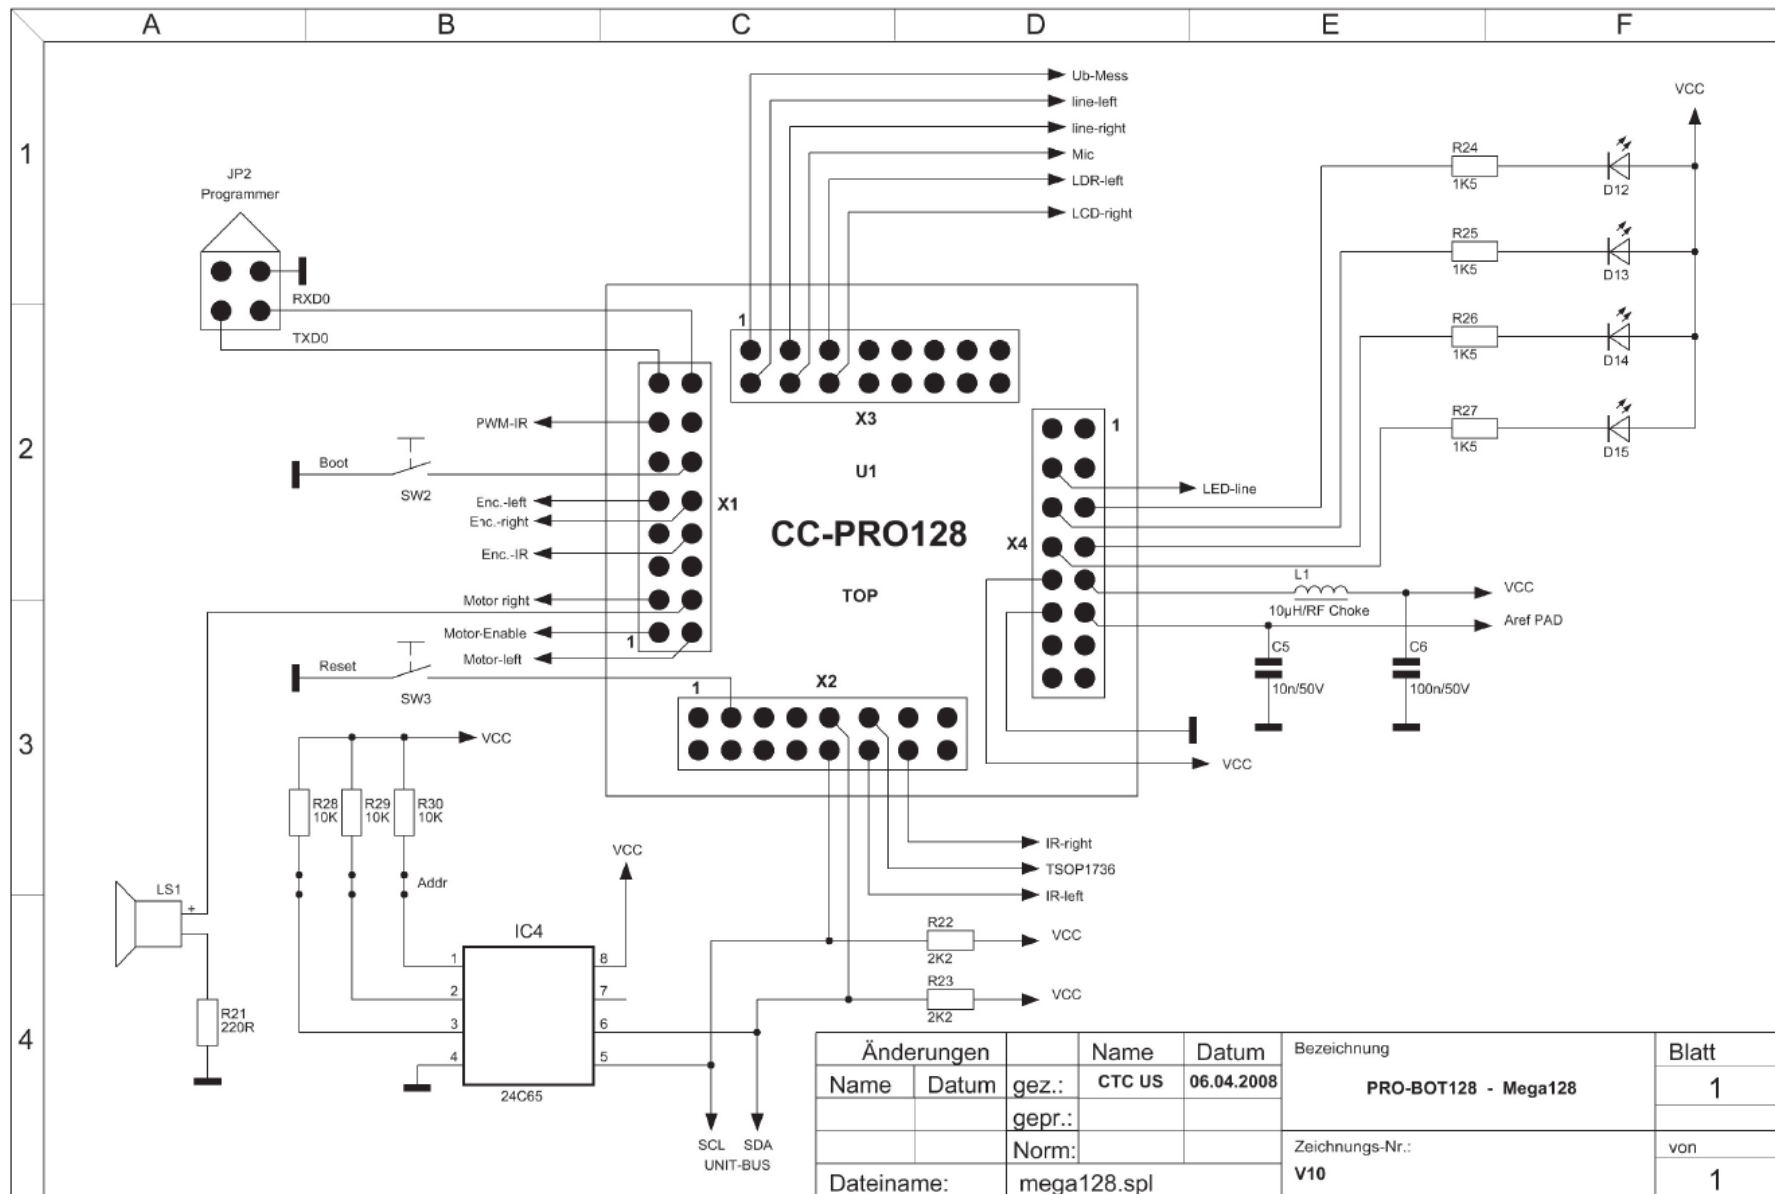 A B C D E F
1
2
3
4
JP2
Programmer
RXD0
TXD0
Ub-Mess
line-left
line-right
Mic
LDR-left
LCD-right
VCC
R24
1K5
D12
R25
1K5
D13
R26
1K5
D14
R27
1K5
D15
1
X3
U1
CC-PRO128
TOP
X1
1
X4
1
X2
1
PWM-IR
Boot
SW2
Enc.-left
Enc.-right
Enc.-IR
Motor right
Motor-Enable
Motor-left
Reset
SW3
LED-line
L1
10µH/RF Choke
VCC
Aref PAD
C5
10n/50V
C6
100n/50V
VCC
VCC
R28
10K
R29
10K
R30
10K
Addr
VCC
LS1
+
R21
220R
IC4
1
2
3
4
8
7
6
5
24C65
IR-right
TSOP1736
IR-left
R22
2K2
VCC
R23
2K2
VCC
SCL SDA
UNIT-BUS
Änderungen Name Datum Bezeichnung Blatt
Name Datum gez.: CTC US 06.04.2008 PRO-BOT128 - Mega128 1
gepr.:
Norm: Zeichnungs-Nr.: von
Dateiname: mega128.spl V10 1